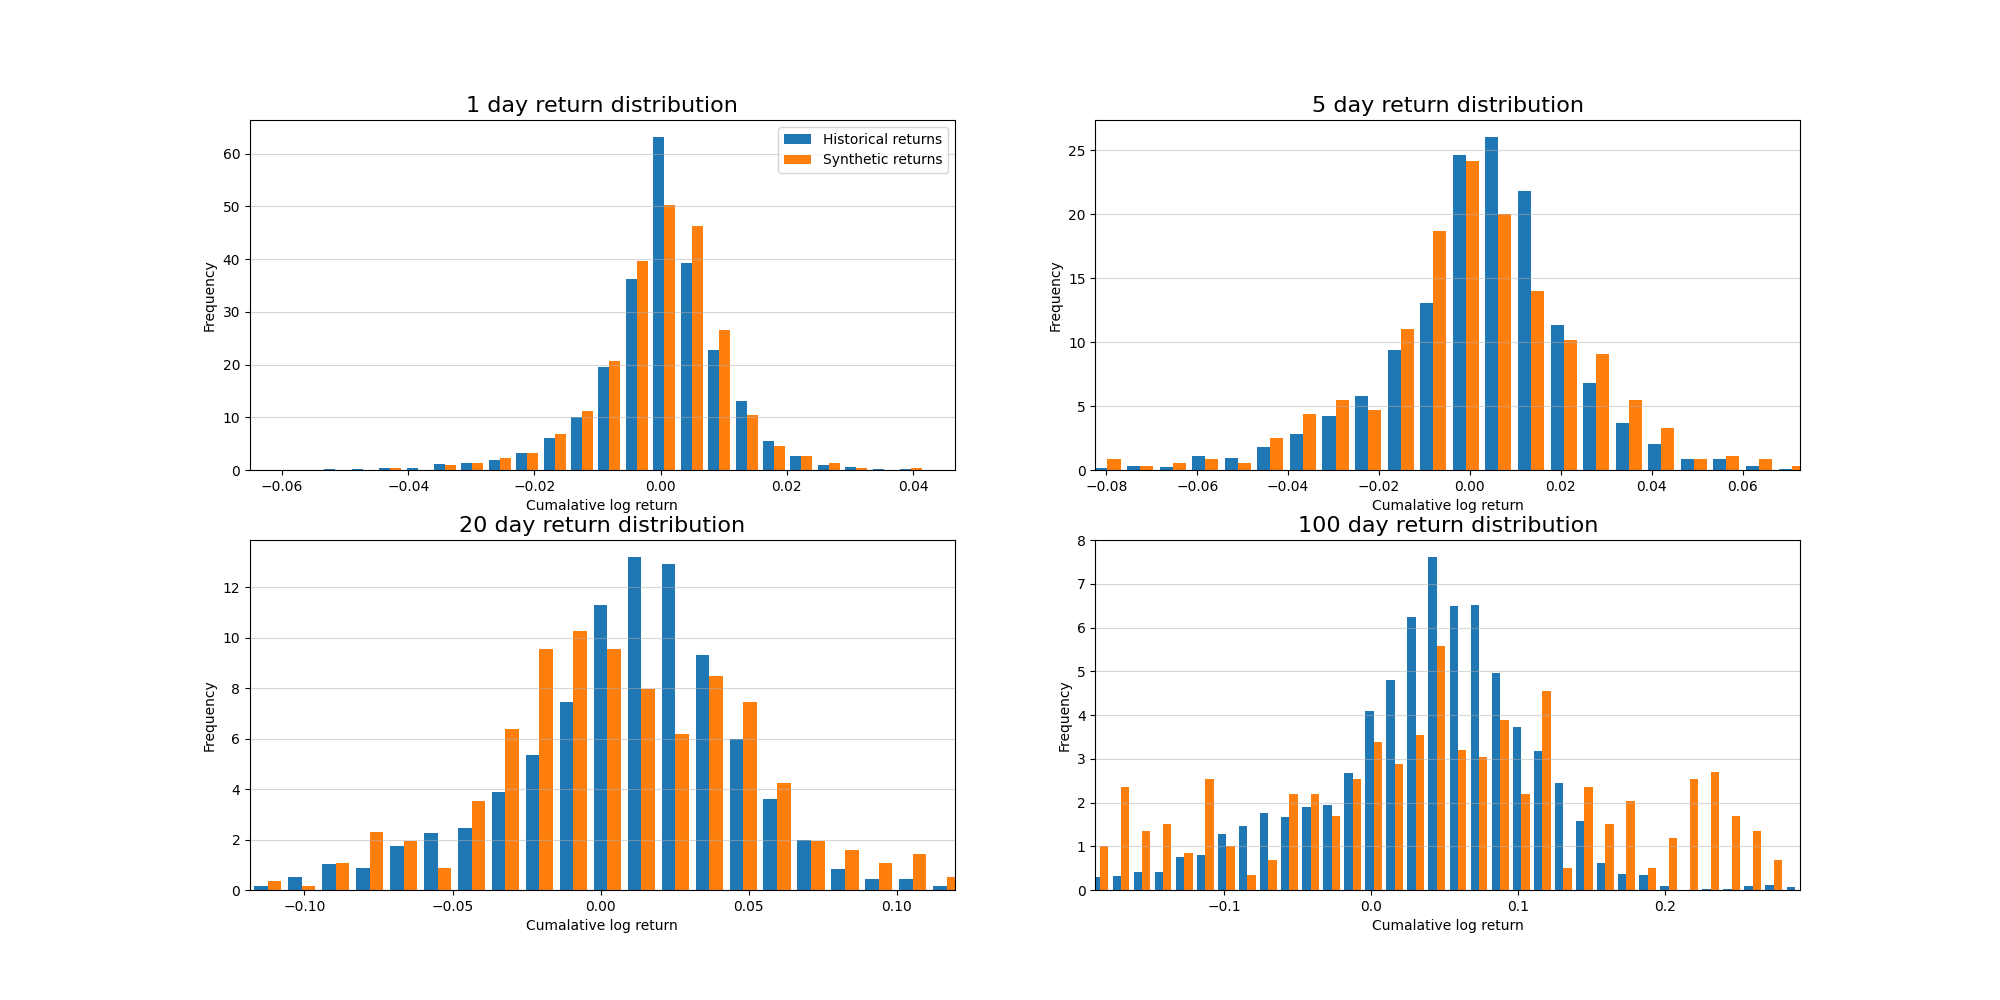 1 day return distribution
Historical returns
Synthetic returns
60
50
40
30
20
10
0
Frequency
−0.06 −0.04 −0.02 0.00 0.02 0.04
Cumalative log return
5 day return distribution
25
20
15
10
5
0
Frequency
−0.08 −0.06 −0.04 −0.02 0.00 0.02 0.04 0.06
Cumalative log return
20 day return distribution
12
10
8
6
4
2
0
Frequency
−0.10 −0.05 0.00 0.05 0.10
Cumalative log return
100 day return distribution
8
7
6
5
4
3
2
1
0
Frequency
−0.1 0.0 0.1 0.2
Cumalative log return